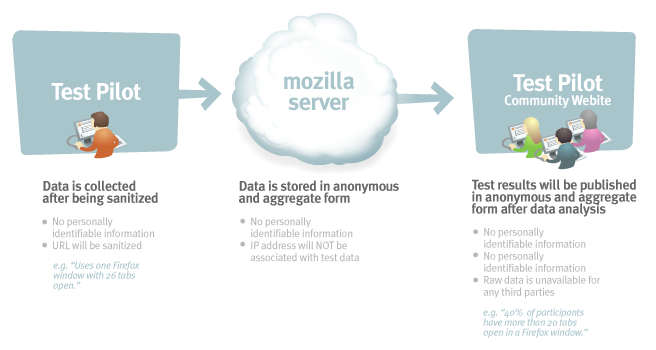 Test Pilot
mozilla
server
Test Pilot
Community Webite
Data is collected
after being sanitized
No personally
identifiable information
URL will be sanitized
e.g. “Uses one Firefox
window with 26 tabs
open.”
Data is stored in anonymous
and aggregate form
No personally
identifiable information
IP address will NOT be
associated with test data
Test results will be published
in anonymous and aggregate
form after data analysis
No personally
identifiable information
No personally
identifiable information
Raw data is unavailable for
any third parties
e.g. “40% of participants
have more than 20 tabs
open in a Firefox window.”